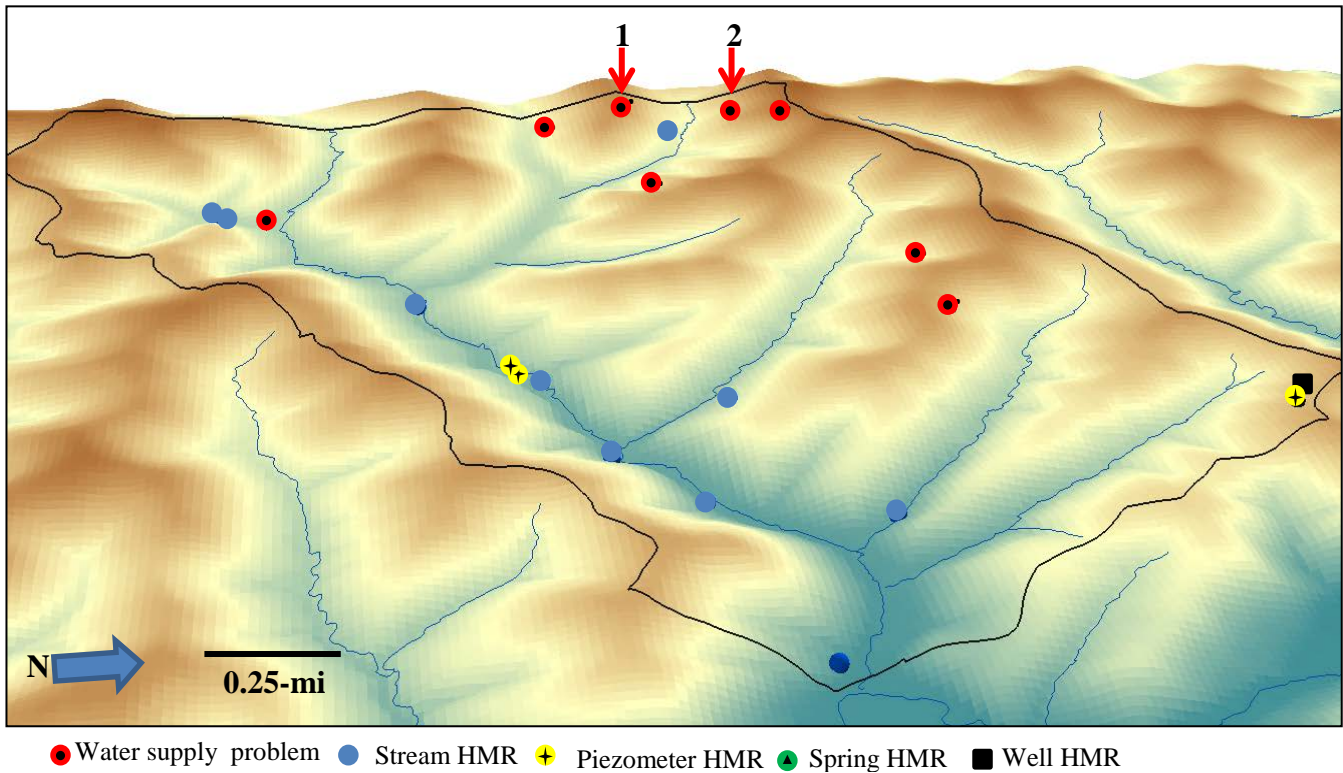 1 2
N
0.25-mi
Water supply problem Stream HMR Piezometer HMR Spring HMR Well HMR